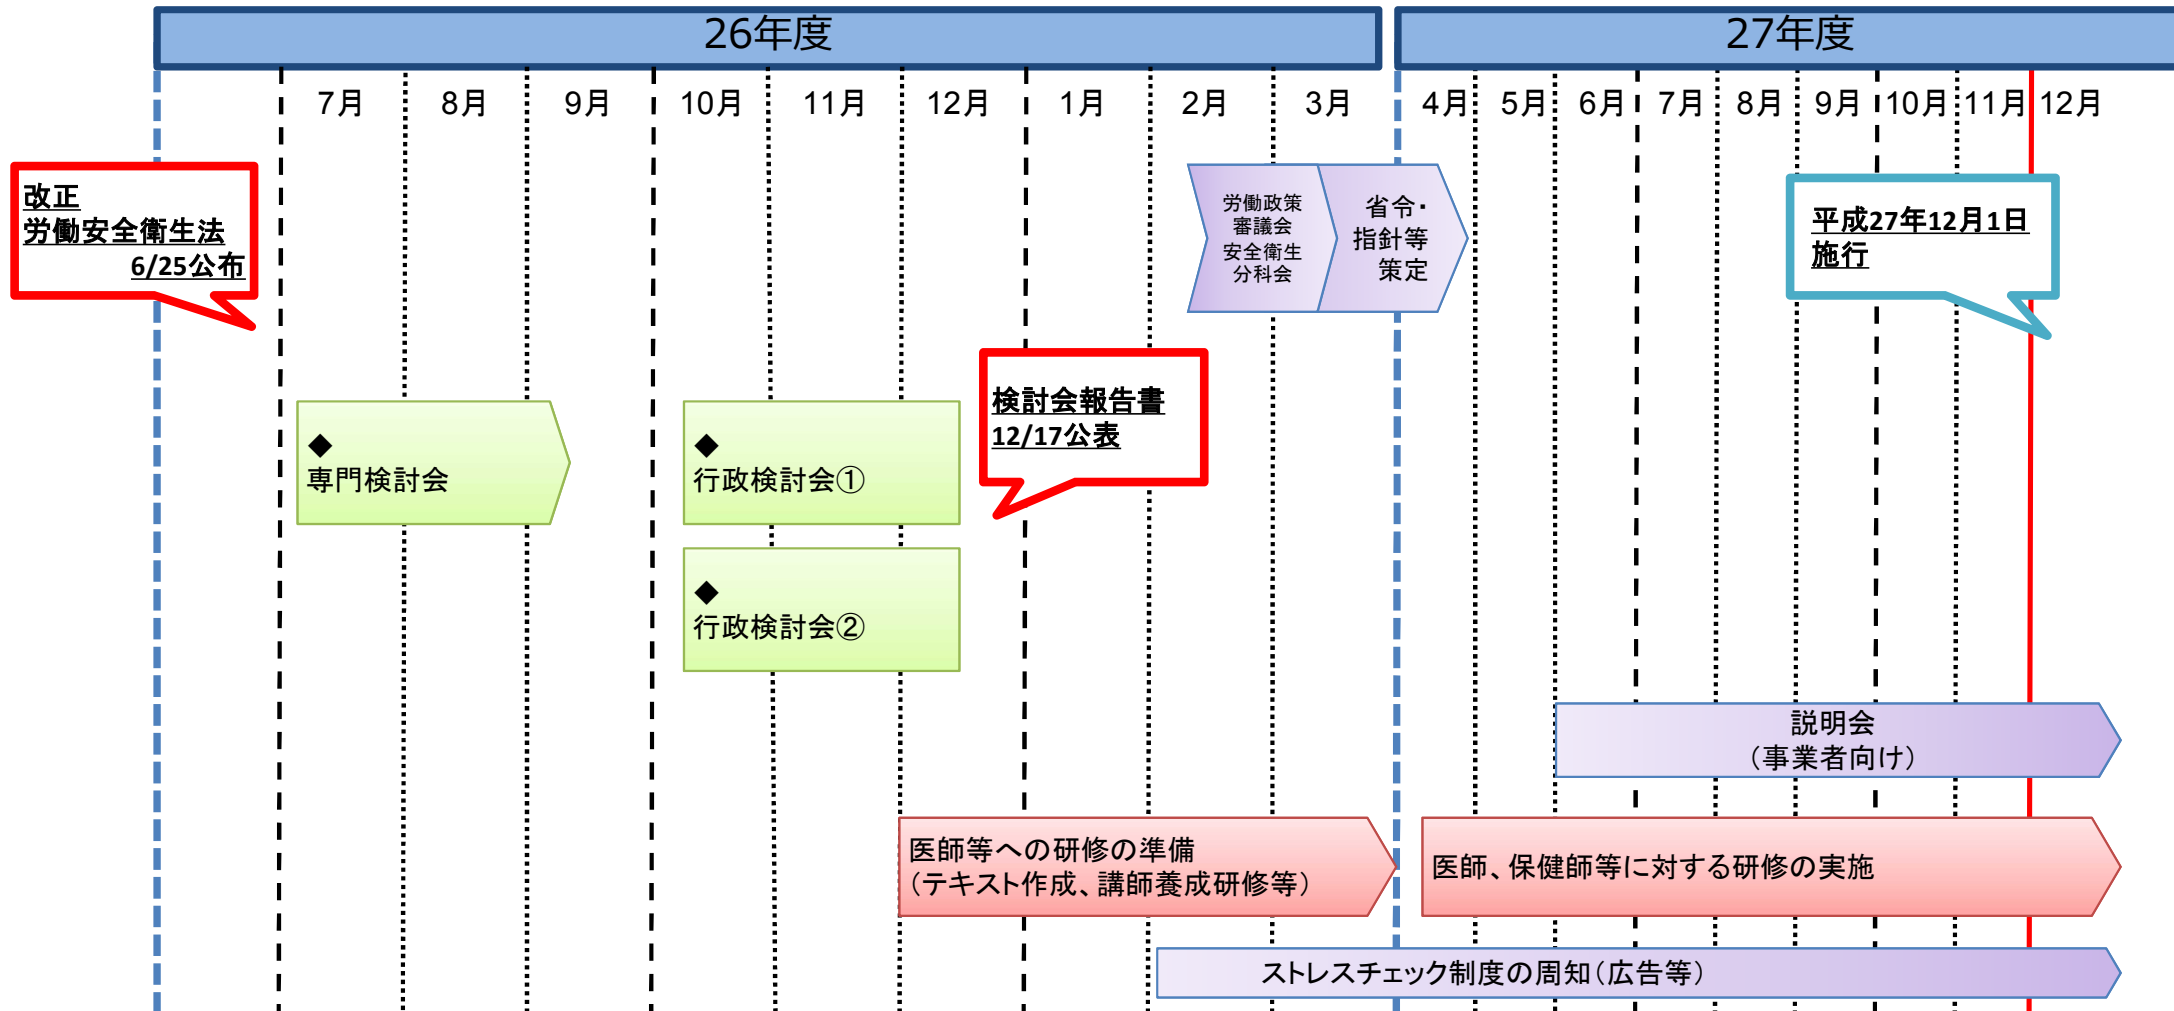 26年度
27年度
7月
8月
9月
10月
11月
12月
1月
2月
3月
4月
5月
6月
7月
8月
9月
10月
11月
12月
改正
労働安全衛生法
6/25公布
労働政策
審議会
安全衛生
分科会
省令・
指針等
策定
平成27年12月1日
施行
検討会報告書
12/17公表
◆
専門検討会
◆
行政検討会①
◆
行政検討会②
説明会
（事業者向け）
医師等への研修の準備
（テキスト作成、講師養成研修等）
医師、保健師等に対する研修の実施
ストレスチェック制度の周知（広告等）